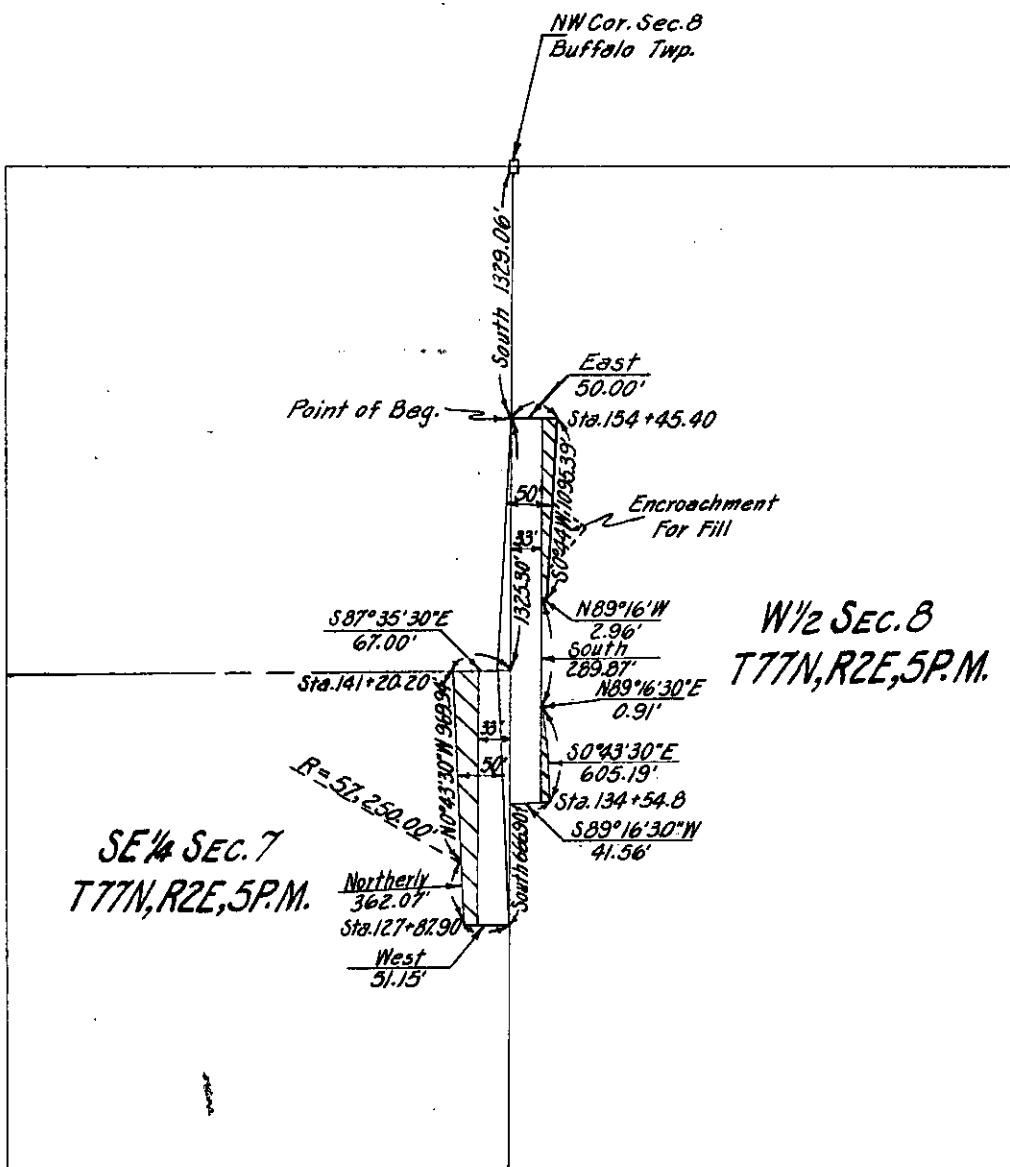 NW Cor. Sec. 8
Buffalo Twp.
South 1329.06'
East
50.00'
Point of Beg.
Sta. 154+45.40
50'
S0°44'W, 1095.39'
Encroachment
For Fill
33'
1325.30'
N89°16'W
2.96'
S87°35'30"E
67.00'
South
289.87'
W1/2 SEC. 8
T77N, R2E, 5P.M.
Sta. 141+20.20
N89°16'30"E
0.91'
N0°43'30"W 969.94'
33'
50'
S0°43'30"E
605.19'
R=57,250.00'
Sta. 134+54.8
S89°16'30"W
41.56'
South 666.90'
SE1/4 SEC. 7
T77N, R2E, 5P.M.
Northerly
362.07'
Sta. 127+87.90
West
51.15'